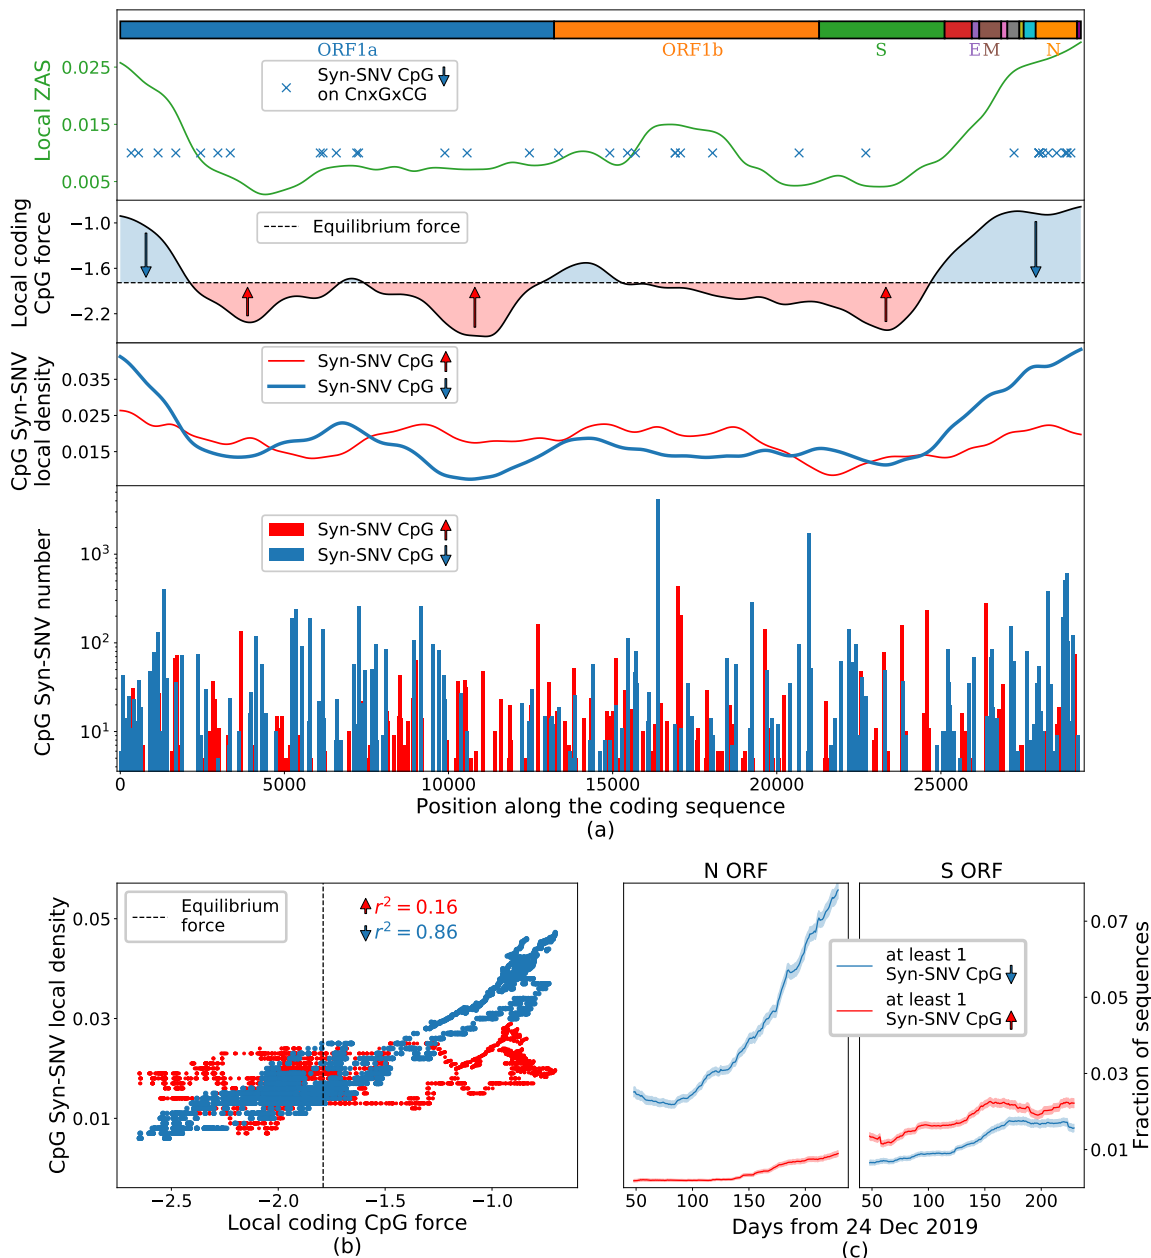 ORF1a
ORF1b
S
E
M
N
Local ZAS
0.025
0.015
0.005
Syn-SNV CpG
on CnxGxCG
Local coding
CpG force
−1.0
−1.6
−2.2
Equilibrium force
CpG Syn-SNV
local density
0.035
0.025
0.015
Syn-SNV CpG
Syn-SNV CpG
CpG Syn-SNV number
10³
10²
10¹
Syn-SNV CpG
Syn-SNV CpG
0
5000
10000
15000
20000
25000
Position along the coding sequence
(a)
CpG Syn-SNV local density
0.05
0.03
0.01
Equilibrium
force
r² = 0.16
r² = 0.86
−2.5
−2.0
−1.5
−1.0
Local coding CpG force
(b)
N ORF
S ORF
at least 1
Syn-SNV CpG
at least 1
Syn-SNV CpG
0.07
0.05
0.03
0.01
Fraction of sequences
50
100
150
200
50
100
150
200
Days from 24 Dec 2019
(c)